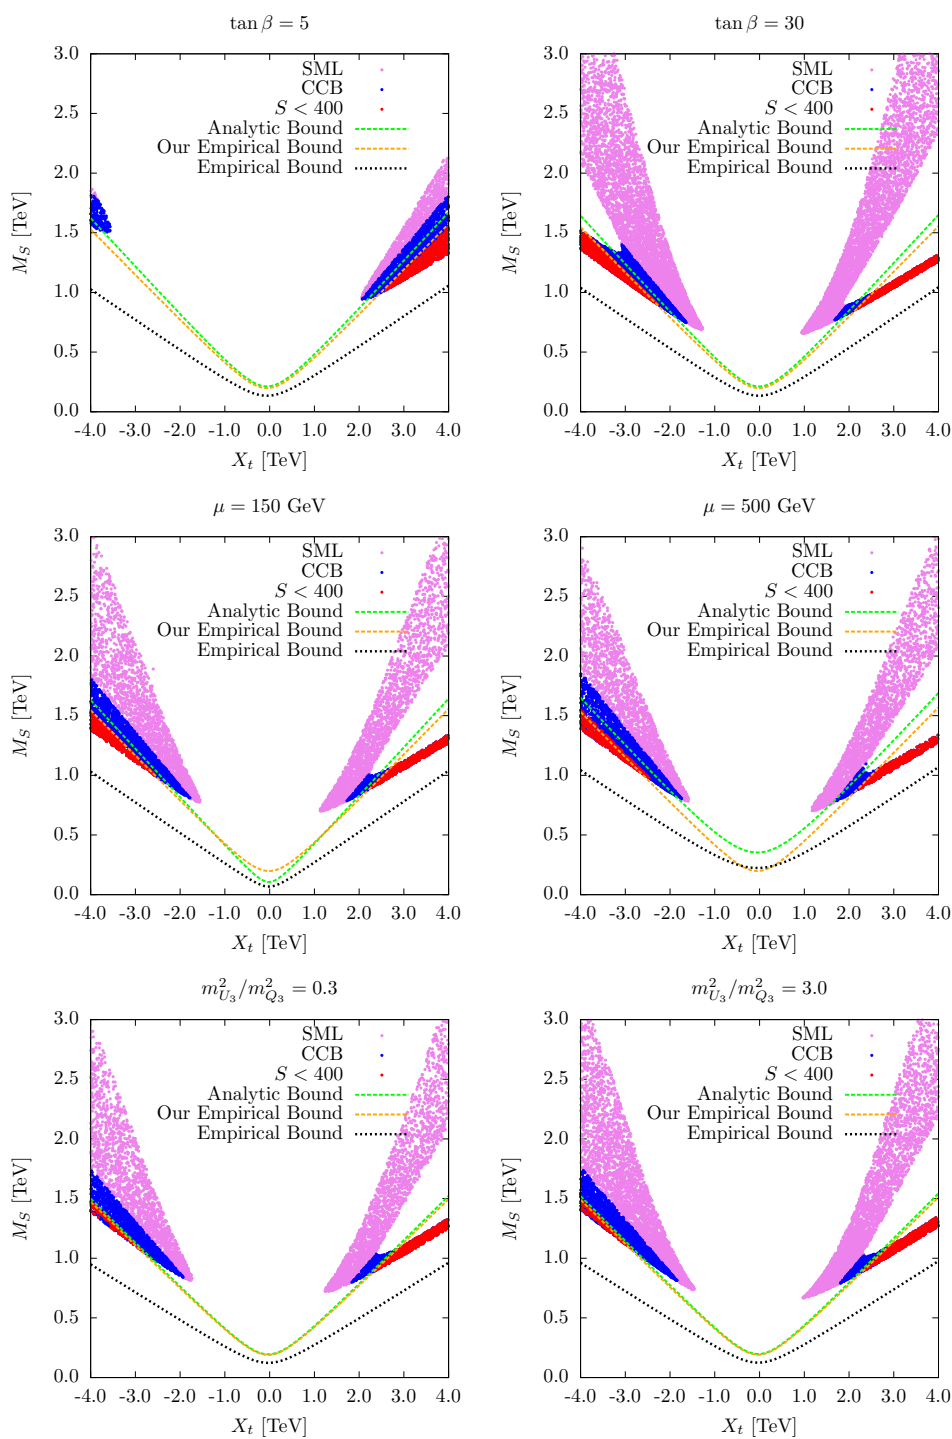 tan β = 5
3.0
2.5
2.0
1.5
1.0
0.5
0.0
M_S [TeV]
-4.0 -3.0 -2.0 -1.0 0.0 1.0 2.0 3.0 4.0
X_t [TeV]
SML
CCB
S < 400
Analytic Bound
Our Empirical Bound
Empirical Bound
tan β = 30
3.0
2.5
2.0
1.5
1.0
0.5
0.0
M_S [TeV]
-4.0 -3.0 -2.0 -1.0 0.0 1.0 2.0 3.0 4.0
X_t [TeV]
SML
CCB
S < 400
Analytic Bound
Our Empirical Bound
Empirical Bound
μ = 150 GeV
3.0
2.5
2.0
1.5
1.0
0.5
0.0
M_S [TeV]
-4.0 -3.0 -2.0 -1.0 0.0 1.0 2.0 3.0 4.0
X_t [TeV]
SML
CCB
S < 400
Analytic Bound
Our Empirical Bound
Empirical Bound
μ = 500 GeV
3.0
2.5
2.0
1.5
1.0
0.5
0.0
M_S [TeV]
-4.0 -3.0 -2.0 -1.0 0.0 1.0 2.0 3.0 4.0
X_t [TeV]
SML
CCB
S < 400
Analytic Bound
Our Empirical Bound
Empirical Bound
m²_{U_3}/m²_{Q_3} = 0.3
3.0
2.5
2.0
1.5
1.0
0.5
0.0
M_S [TeV]
-4.0 -3.0 -2.0 -1.0 0.0 1.0 2.0 3.0 4.0
X_t [TeV]
SML
CCB
S < 400
Analytic Bound
Our Empirical Bound
Empirical Bound
m²_{U_3}/m²_{Q_3} = 3.0
3.0
2.5
2.0
1.5
1.0
0.5
0.0
M_S [TeV]
-4.0 -3.0 -2.0 -1.0 0.0 1.0 2.0 3.0 4.0
X_t [TeV]
SML
CCB
S < 400
Analytic Bound
Our Empirical Bound
Empirical Bound